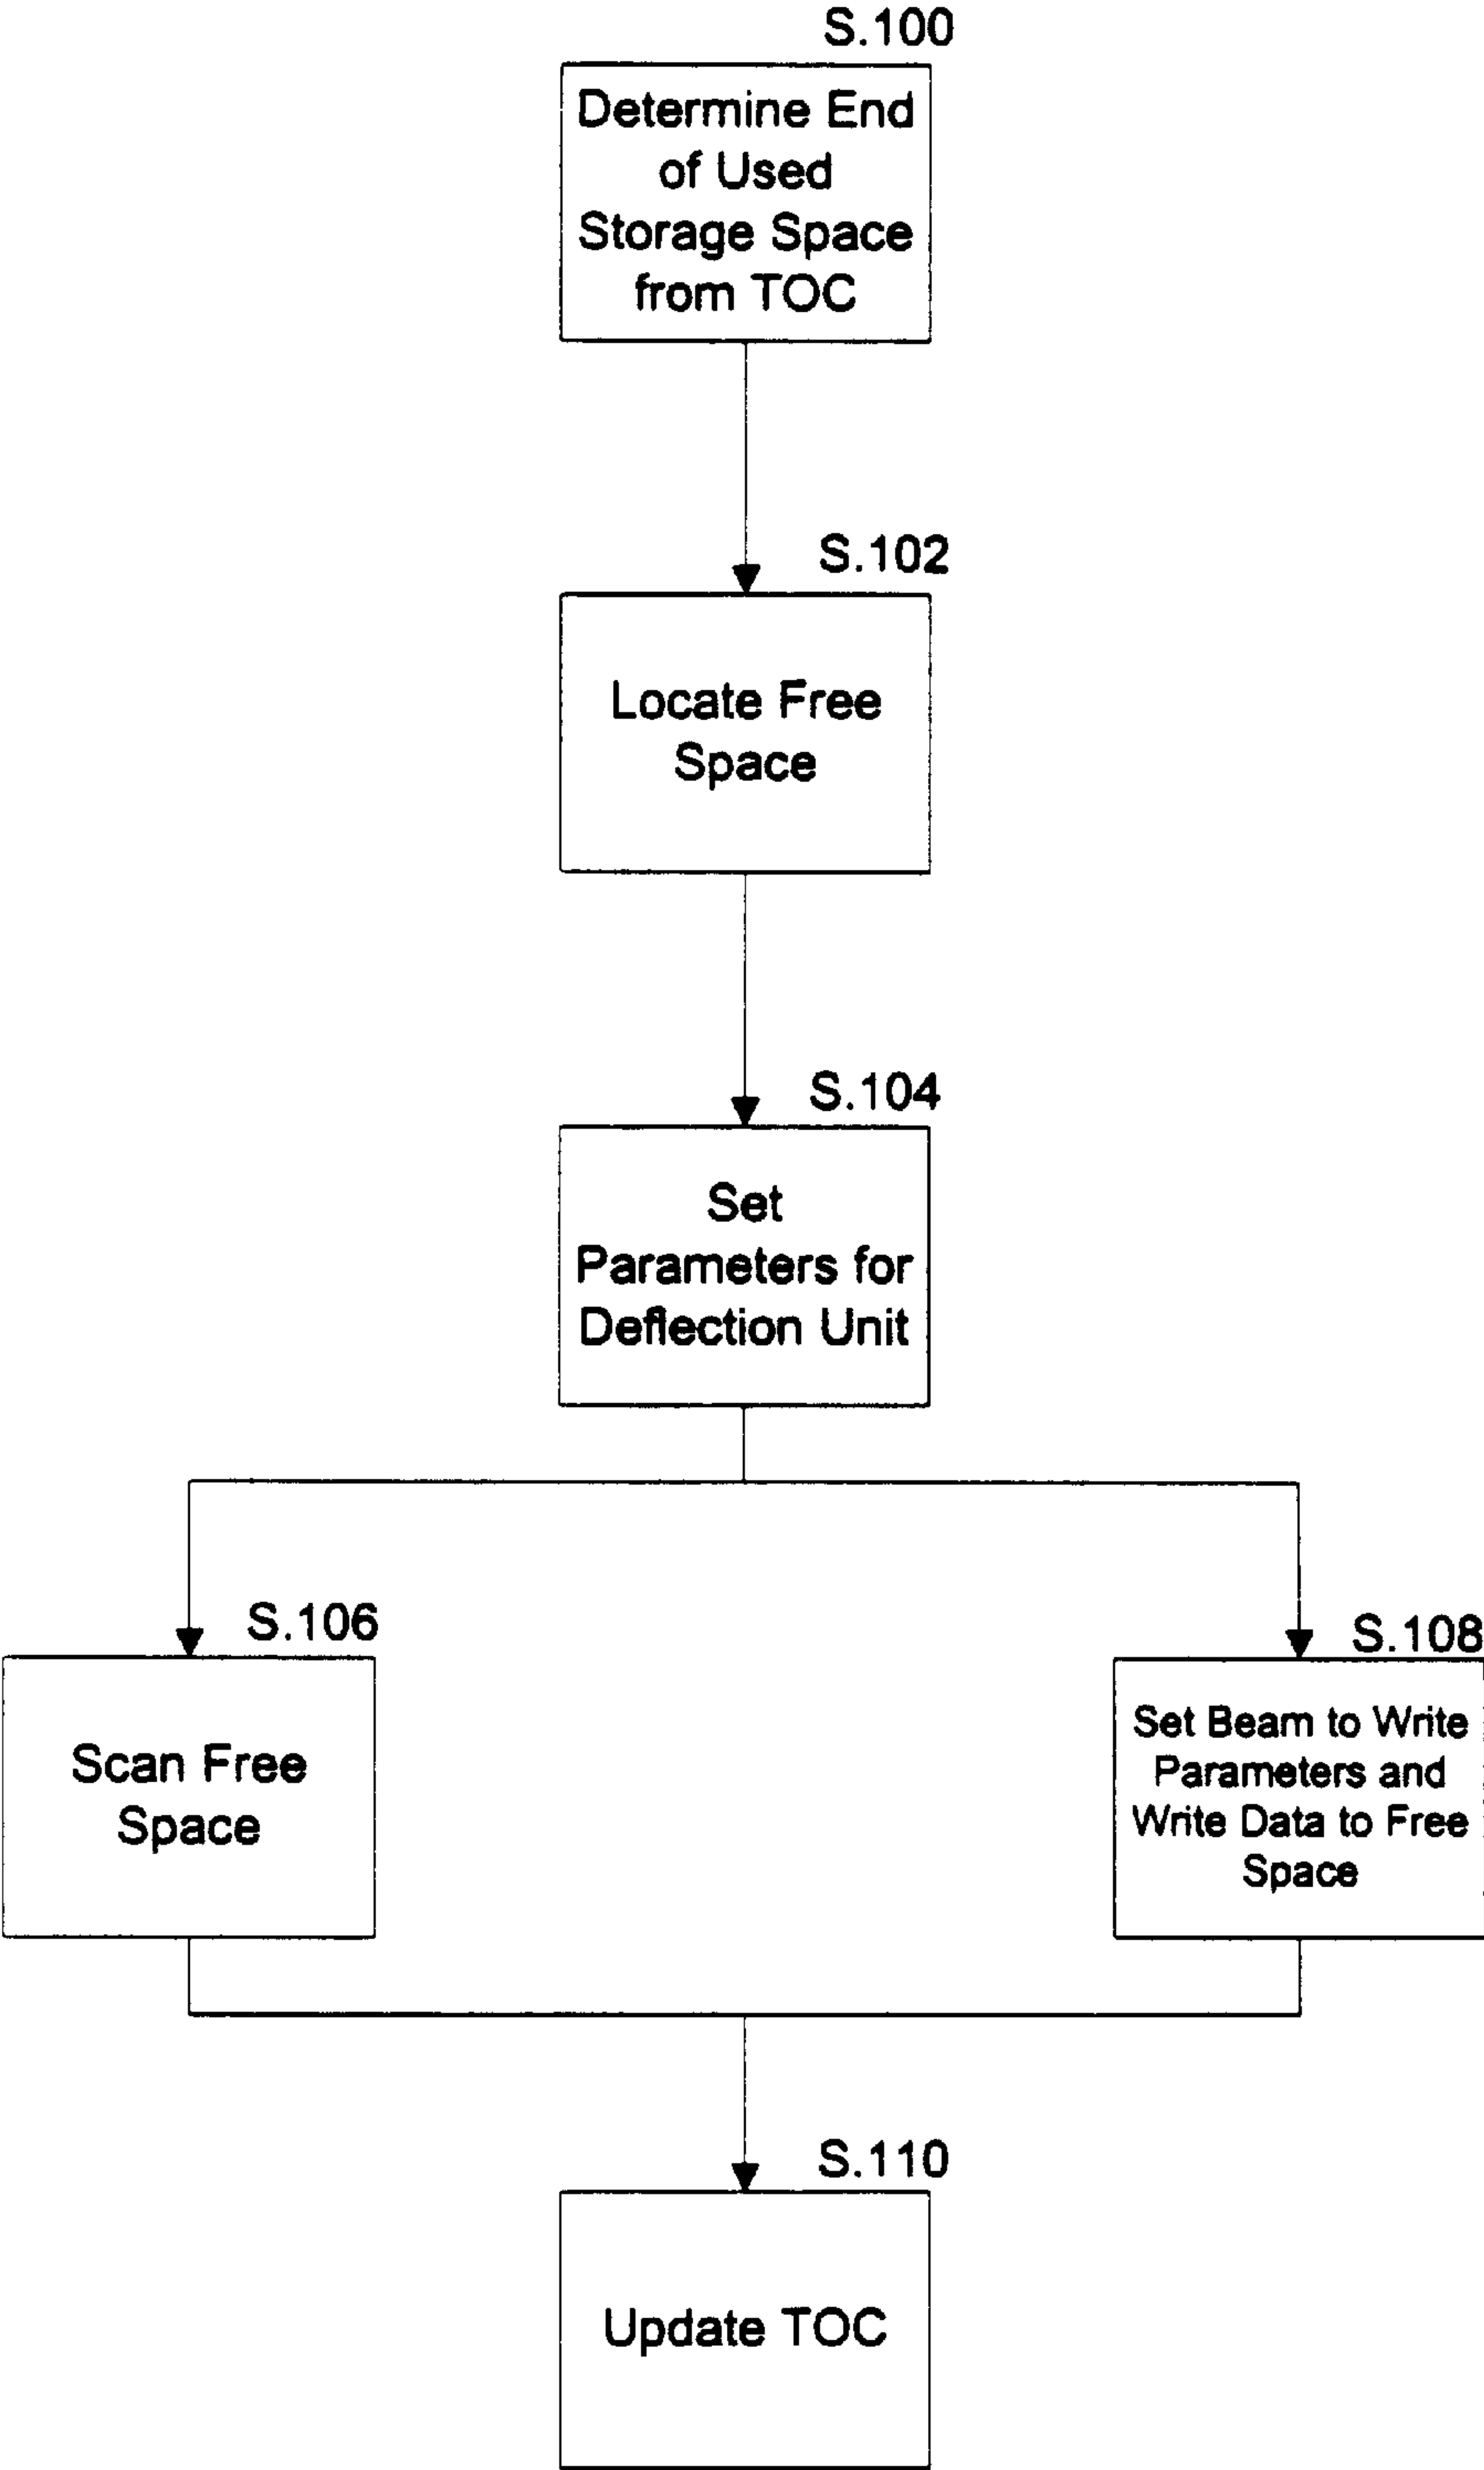 S.100
Determine End
of Used
Storage Space
from TOC
S.102
Locate Free
Space
S.104
Set
Parameters for
Deflection Unit
S.106
Scan Free
Space
S.108
Set Beam to Write
Parameters and
Write Data to Free
Space
S.110
Update TOC